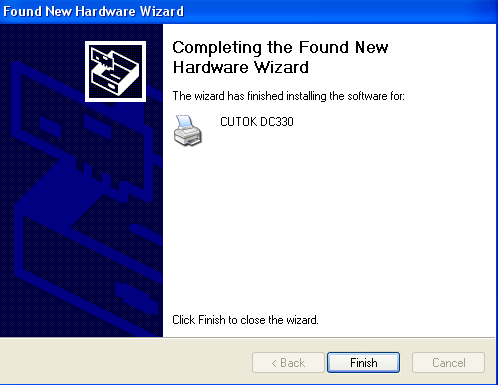 Found New Hardware Wizard
Completing the Found New
Hardware Wizard
The wizard has finished installing the software for:
CUTOK DC330
Click Finish to close the wizard.
< Back
Finish
Cancel